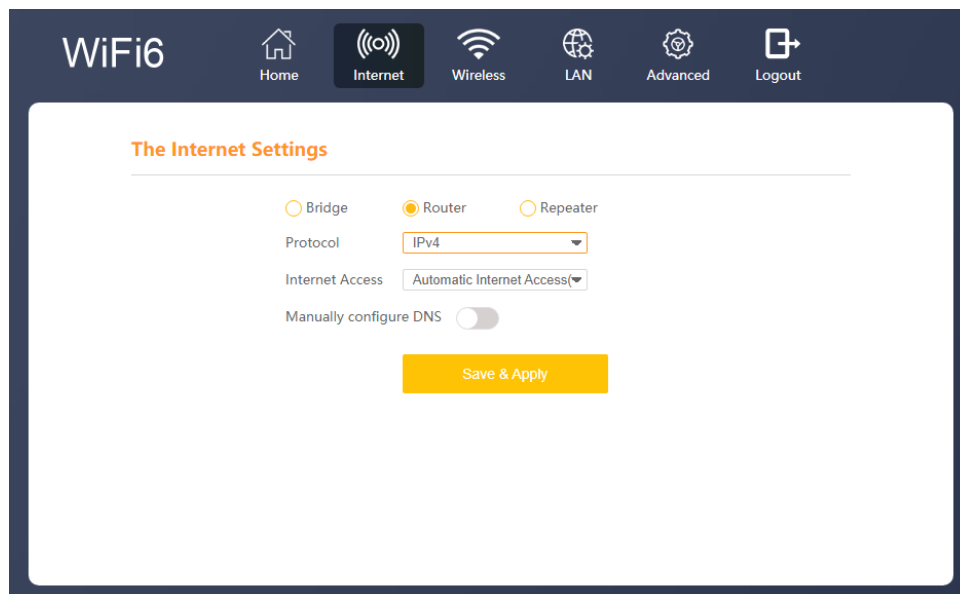 WiFi6
Home Internet Wireless LAN Advanced Logout
The Internet Settings
Bridge Router Repeater
Protocol IPv4
Internet Access Automatic Internet Access(
Manually configure DNS
Save & Apply